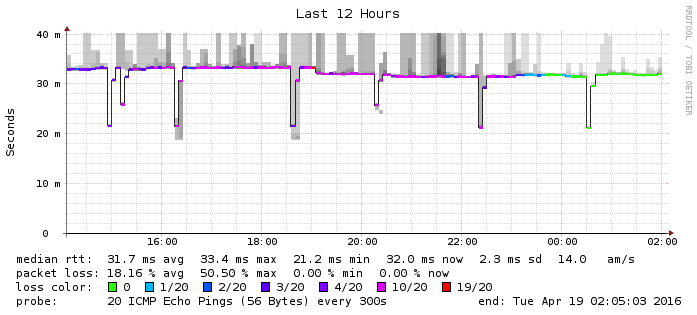 Last 12 Hours
RRDTOOL / TOBI OETIKER
Seconds
40 m
30 m
20 m
10 m
0
16:00 18:00 20:00 22:00 00:00 02:00
median rtt: 31.7 ms avg 33.4 ms max 21.2 ms min 32.0 ms now 2.3 ms sd 14.0 am/s
packet loss: 18.16 % avg 50.50 % max 0.00 % min 0.00 % now
loss color: 0 1/20 2/20 3/20 4/20 10/20 19/20
probe: 20 ICMP Echo Pings (56 Bytes) every 300s end: Tue Apr 19 02:05:03 2016